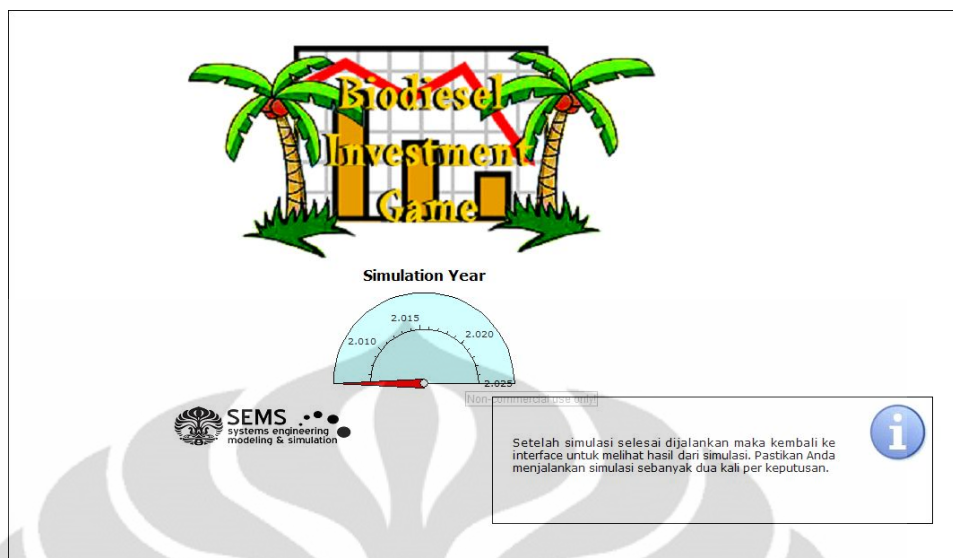 Biodiesel
Investment
Game
Simulation Year
2.015
2.010
2.020
2.025
Non-commercial use only!
SEMS
systems engineering
modeling & simulation
i
Setelah simulasi selesai dijalankan maka kembali ke
interface untuk melihat hasil dari simulasi. Pastikan Anda
menjalankan simulasi sebanyak dua kali per keputusan.